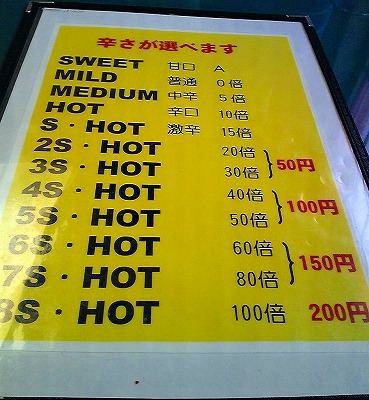 辛さが選べます
SWEET 甘口 A
MILD 普通 0倍
MEDIUM 中辛 5倍
HOT 辛口 10倍
S・HOT 激辛 15倍
2S・HOT 20倍
3S・HOT 30倍 50円
4S・HOT 40倍
5S・HOT 50倍 100円
6S・HOT 60倍
7S・HOT 80倍 150円
8S・HOT 100倍 200円